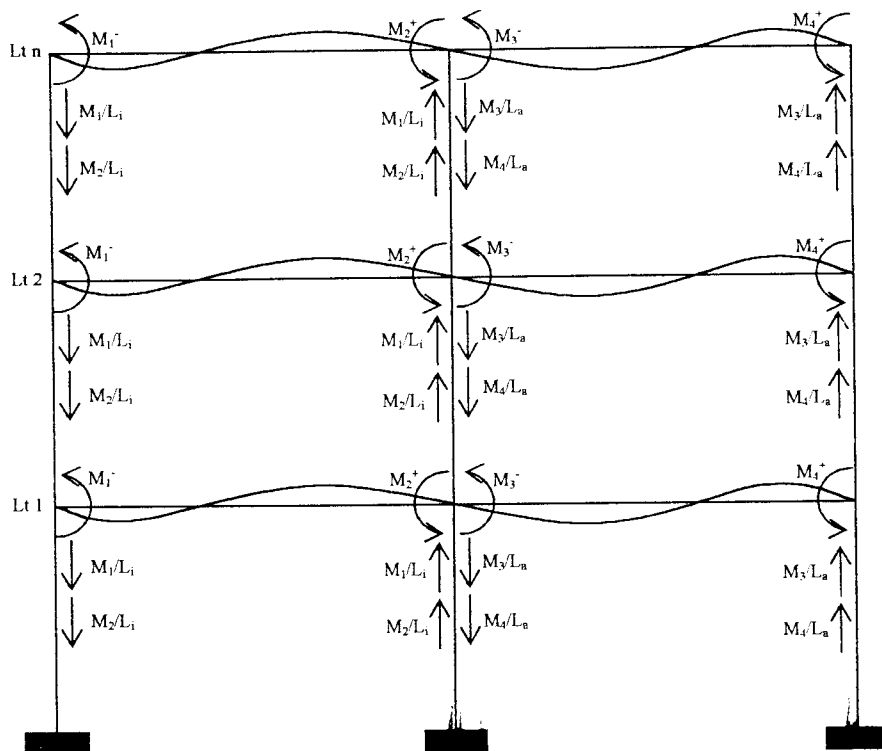 M₁⁻ M₂⁺ M₃⁻ M₄⁺
Lt n
M₁/Lᵢ M₁/Lᵢ M₃/Lₐ M₃/Lₐ
M₂/Lᵢ M₂/Lᵢ M₄/Lₐ M₄/Lₐ
M₁⁻ M₂⁺ M₃⁻ M₄⁺
Lt 2
M₁/Lᵢ M₁/Lᵢ M₃/Lₐ M₃/Lₐ
M₂/Lᵢ M₂/Lᵢ M₄/Lₐ M₄/Lₐ
M₁⁻ M₂⁺ M₃⁻ M₄⁺
Lt 1
M₁/Lᵢ M₁/Lᵢ M₃/Lₐ M₃/Lₐ
M₂/Lᵢ M₂/Lᵢ M₄/Lₐ M₄/Lₐ